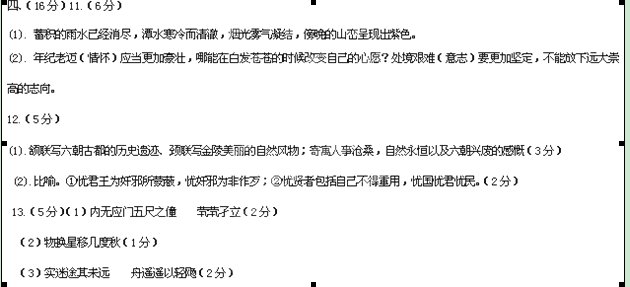 四、(16分)11.(6分)
(1). 蓄积的雨水已经消尽，潭水寒冷而清澈，烟光雾气凝结，傍晚的山峦呈现出紫色。
(2). 年纪老迈(情怀)应当更加豪壮，哪能在白发苍苍的时候改变自己的心愿?处境艰难(意志)要更加坚定，不能放下远大崇
高的志向。
12.(5分)
(1).颔联写六朝古都的历史遗迹、颈联写金陵美丽的自然风物;寄寓人事沧桑，自然永恒以及六朝兴废的感慨(3分)
(2).比喻。①忧君王为奸邪所蒙蔽，忧奸邪为非作歹;②忧贤者包括自己不得重用，忧国忧君忧民。(2分)
13.(5分)(1)内无应门五尺之僮 茕茕孑立(2分)
(2)物换星移几度秋(1分)
(3)实迷途其未远 舟遥遥以轻飏(2分)